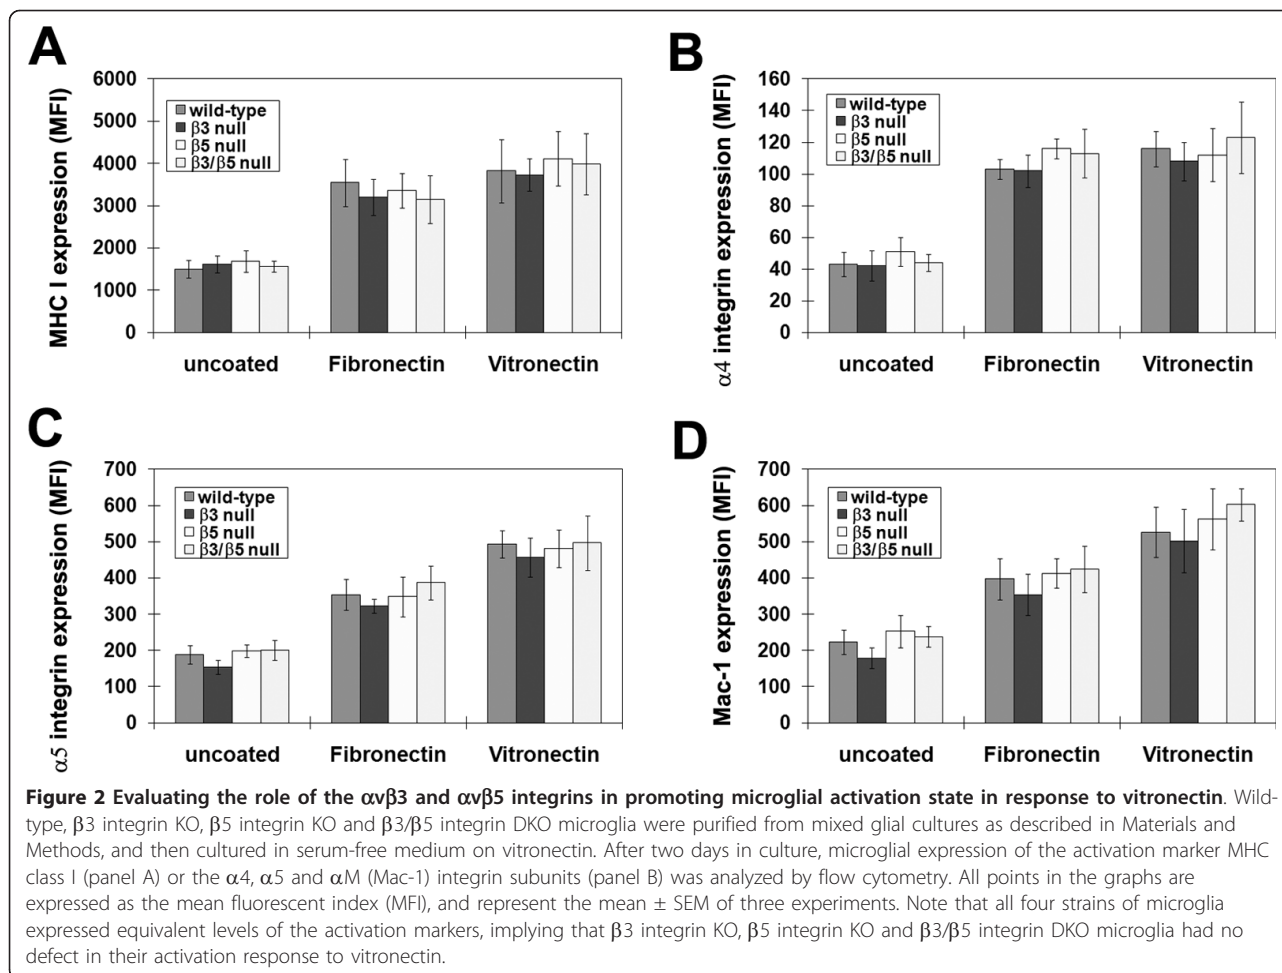 A
MHC I expression (MFI)
6000
5000
4000
3000
2000
1000
0
wild-type
β3 null
β5 null
β3/β5 null
uncoated Fibronectin Vitronectin
B
α4 integrin expression (MFI)
160
140
120
100
80
60
40
20
0
wild-type
β3 null
β5 null
β3/β5 null
uncoated Fibronectin Vitronectin
C
α5 integrin expression (MFI)
700
600
500
400
300
200
100
0
wild-type
β3 null
β5 null
β3/β5 null
uncoated Fibronectin Vitronectin
D
Mac-1 expression (MFI)
700
600
500
400
300
200
100
0
wild-type
β3 null
β5 null
β3/β5 null
uncoated Fibronectin Vitronectin
Figure 2 Evaluating the role of the αvβ3 and αvβ5 integrins in promoting microglial activation state in response to vitronectin. Wild-
type, β3 integrin KO, β5 integrin KO and β3/β5 integrin DKO microglia were purified from mixed glial cultures as described in Materials and
Methods, and then cultured in serum-free medium on vitronectin. After two days in culture, microglial expression of the activation marker MHC
class I (panel A) or the α4, α5 and αM (Mac-1) integrin subunits (panel B) was analyzed by flow cytometry. All points in the graphs are
expressed as the mean fluorescent index (MFI), and represent the mean ± SEM of three experiments. Note that all four strains of microglia
expressed equivalent levels of the activation markers, implying that β3 integrin KO, β5 integrin KO and β3/β5 integrin DKO microglia had no
defect in their activation response to vitronectin.